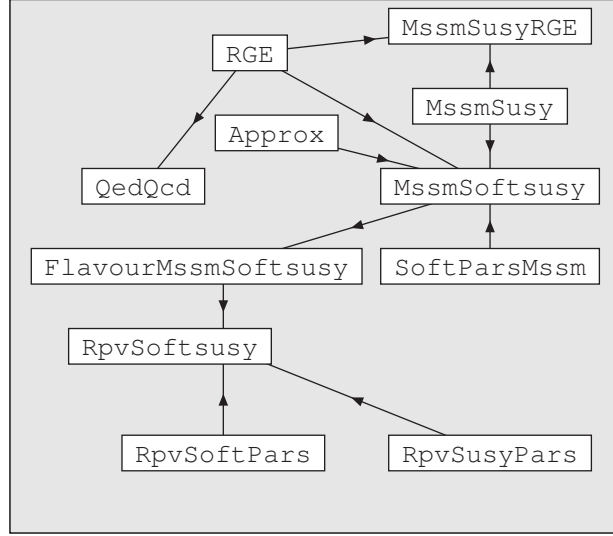 MssmSusyRGE
RGE
MssmSusy
Approx
QedQcd
MssmSoftsusy
FlavourMssmSoftsusy
SoftParsMssm
RpvSoftsusy
RpvSoftPars
RpvSusyPars